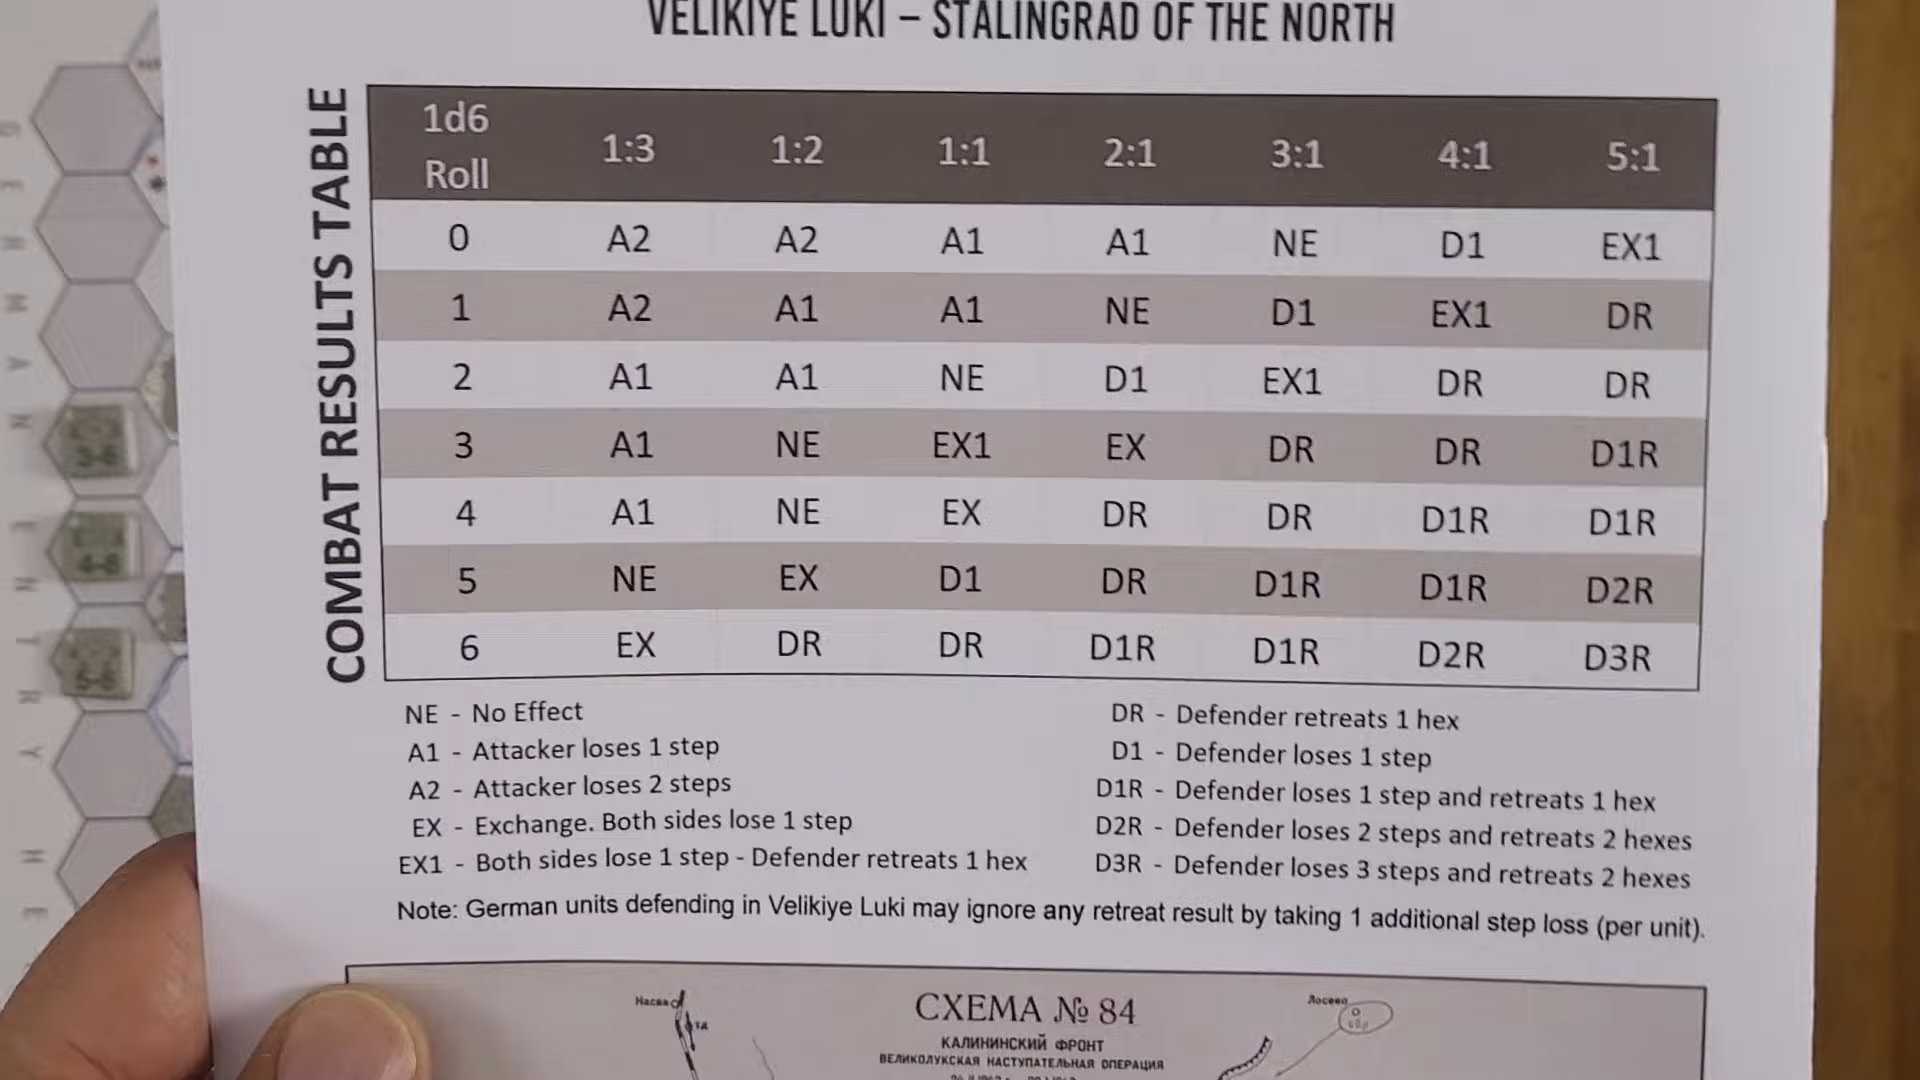 VELIKIYE LUKI – STALINGRAD OF THE NORTH
COMBAT RESULTS TABLE
1d6 Roll 1:3 1:2 1:1 2:1 3:1 4:1 5:1
0 A2 A2 A1 A1 NE D1 EX1
1 A2 A1 A1 NE D1 EX1 DR
2 A1 A1 NE D1 EX1 DR DR
3 A1 NE EX1 EX DR DR D1R
4 A1 NE EX DR DR D1R D1R
5 NE EX D1 DR D1R D1R D2R
6 EX DR DR D1R D1R D2R D3R
NE - No Effect
A1 - Attacker loses 1 step
A2 - Attacker loses 2 steps
EX - Exchange. Both sides lose 1 step
EX1 - Both sides lose 1 step - Defender retreats 1 hex
DR - Defender retreats 1 hex
D1 - Defender loses 1 step
D1R - Defender loses 1 step and retreats 1 hex
D2R - Defender loses 2 steps and retreats 2 hexes
D3R - Defender loses 3 steps and retreats 2 hexes
Note: German units defending in Velikiye Luki may ignore any retreat result by taking 1 additional step loss (per unit).
Насва
Лосево
СХЕМА № 84
КАЛИНИНСКИЙ ФРОНТ
ВЕЛИКОЛУКСКАЯ НАСТУПАТЕЛЬНАЯ ОПЕРАЦИЯ